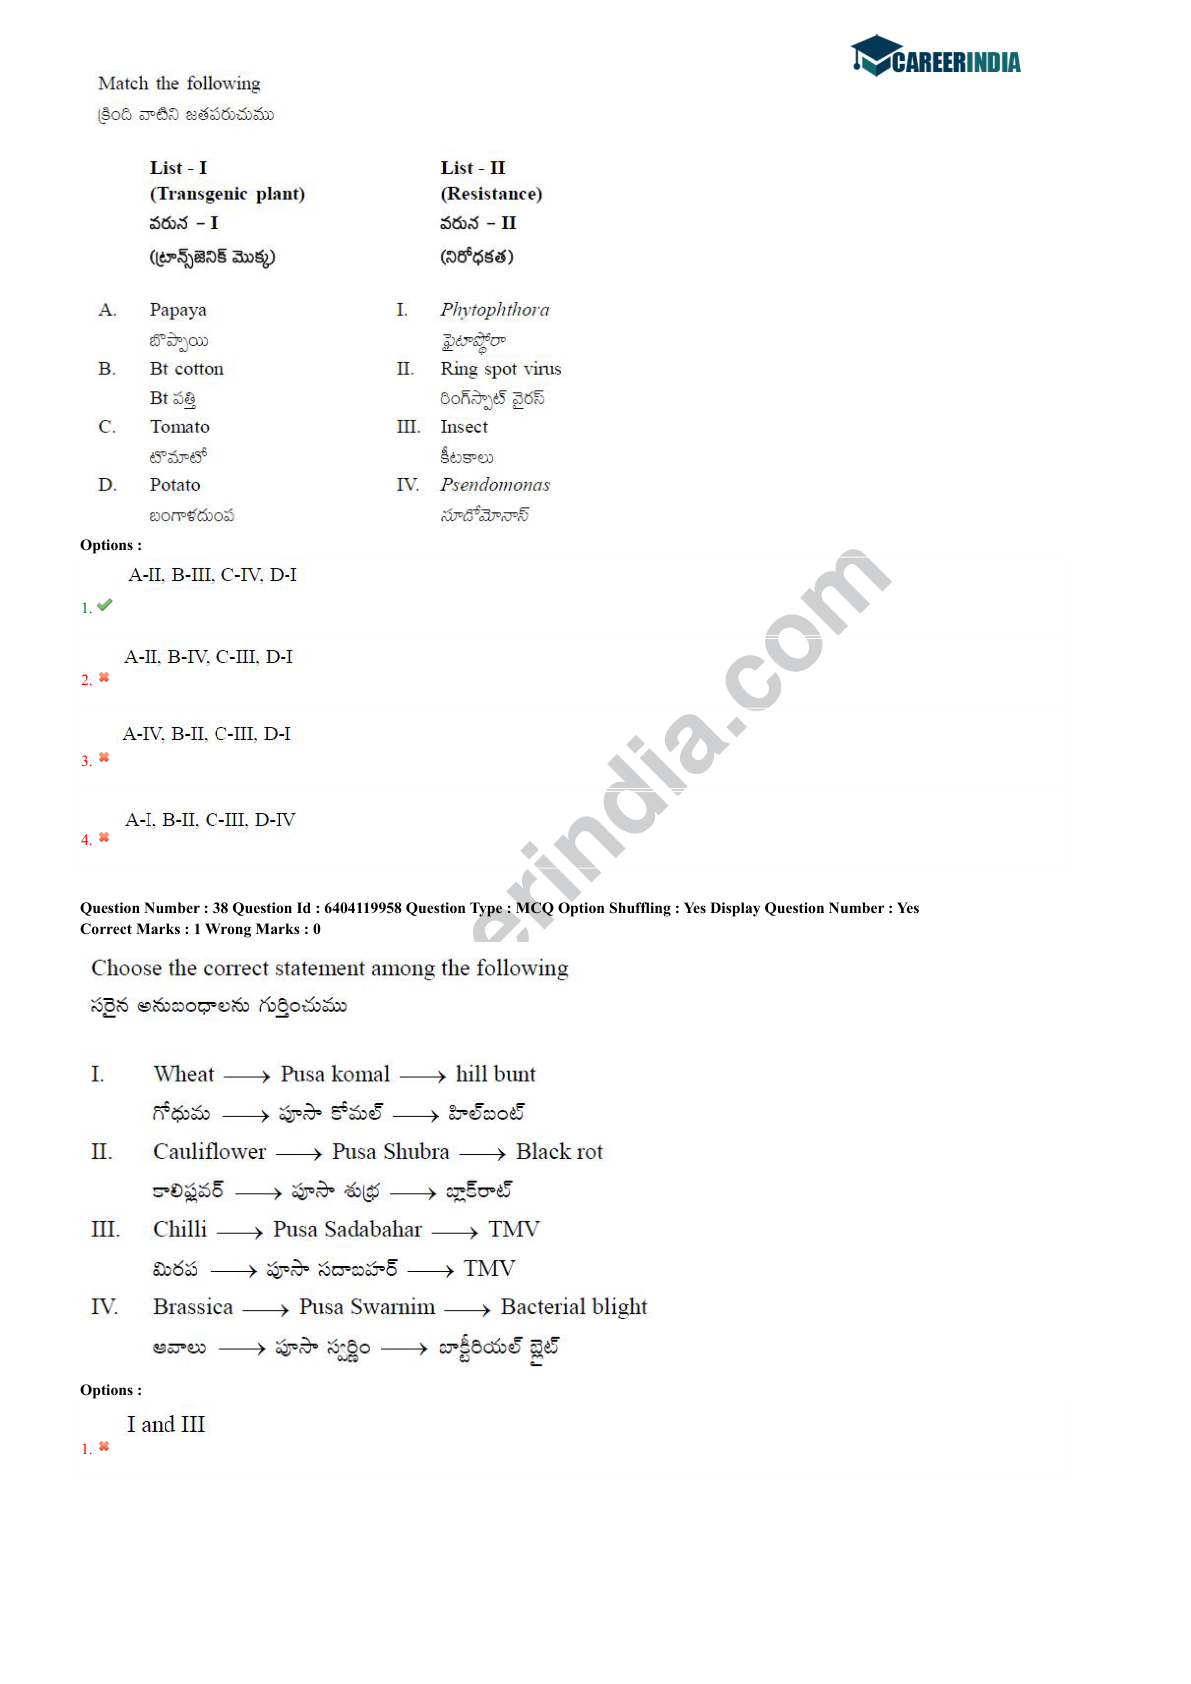 CAREERINDIA
Match the following
క్రింది వాటిని జతపరుచుము
List - I List - II
(Transgenic plant) (Resistance)
వరుస – I వరుస – II
(ట్రాన్స్‌జెనిక్ మొక్క) (నిరోధకత)
A. Papaya I. Phytophthora
బొప్పాయి ఫైటాప్థోరా
B. Bt cotton II. Ring spot virus
Bt పత్తి రింగ్‌స్పాట్ వైరస్
C. Tomato III. Insect
టొమాటో కీటకాలు
D. Potato IV. Psendomonas
బంగాళదుంప సూడోమోనాస్
Options :
A-II, B-III, C-IV, D-I
1.
A-II, B-IV, C-III, D-I
2.
A-IV, B-II, C-III, D-I
3.
A-I, B-II, C-III, D-IV
4.
erindia.com
Question Number : 38 Question Id : 6404119958 Question Type : MCQ Option Shuffling : Yes Display Question Number : Yes
Correct Marks : 1 Wrong Marks : 0
Choose the correct statement among the following
సరైన అనుబంధాలను గుర్తించుము
I. Wheat ⟶ Pusa komal ⟶ hill bunt
గోధుమ ⟶ పూసా కోమల్ ⟶ హిల్‌బంట్
II. Cauliflower ⟶ Pusa Shubra ⟶ Black rot
కాలిఫ్లవర్ ⟶ పూసా శుభ్ర ⟶ బ్లాక్‌రాట్
III. Chilli ⟶ Pusa Sadabahar ⟶ TMV
మిరప ⟶ పూసా సదాబహర్ ⟶ TMV
IV. Brassica ⟶ Pusa Swarnim ⟶ Bacterial blight
ఆవాలు ⟶ పూసా స్వర్ణిం ⟶ బాక్టీరియల్ బ్లైట్
Options :
I and III
1.